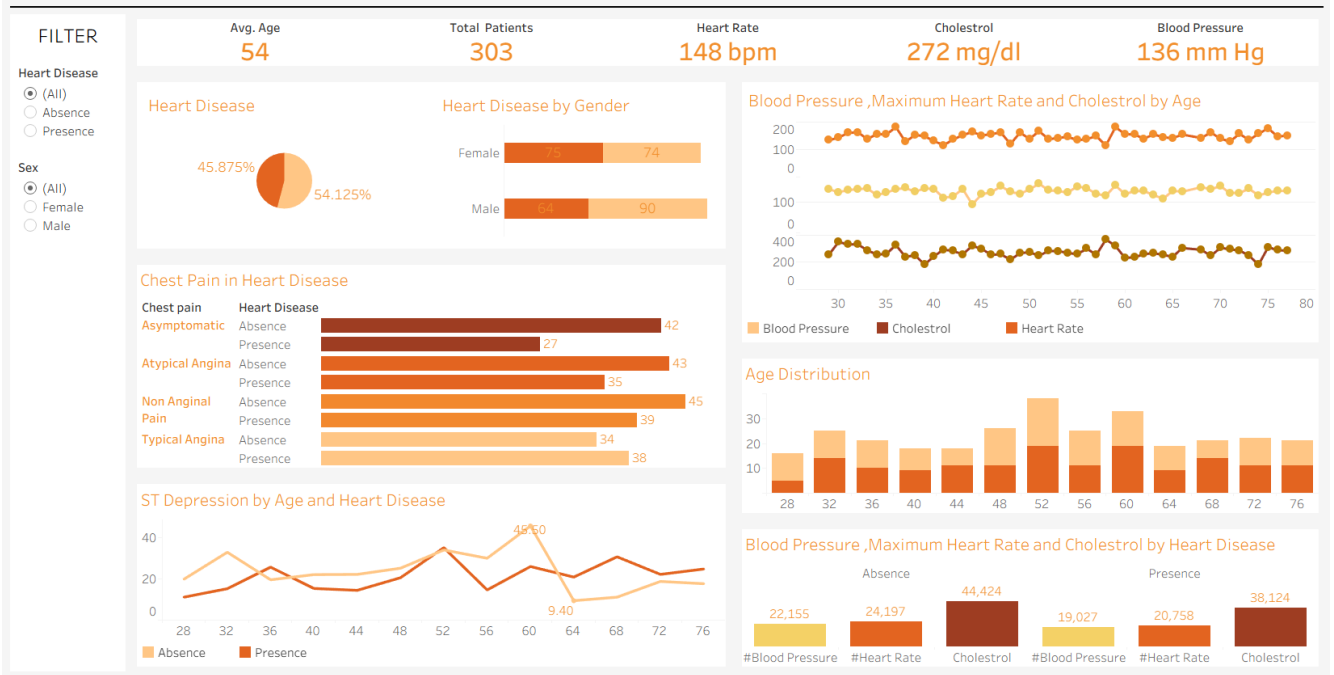 FILTER
Heart Disease
(All)
Absence
Presence
Sex
(All)
Female
Male
Avg. Age
54
Total Patients
303
Heart Rate
148 bpm
Cholestrol
272 mg/dl
Blood Pressure
136 mm Hg
Heart Disease
45.875%
54.125%
Heart Disease by Gender
Female 75 74
Male 64 90
Chest Pain in Heart Disease
Chest pain Heart Disease
Asymptomatic Absence 42
Presence 27
Atypical Angina Absence 43
Presence 35
Non Anginal Absence 45
Pain Presence 39
Typical Angina Absence 34
Presence 38
ST Depression by Age and Heart Disease
40
20
0
45.50
9.40
28 32 36 40 44 48 52 56 60 64 68 72 76
Absence Presence
Blood Pressure ,Maximum Heart Rate and Cholestrol by Age
200
100
0
100
0
400
200
0
30 35 40 45 50 55 60 65 70 75 80
Blood Pressure Cholestrol Heart Rate
Age Distribution
30
20
10
28 32 36 40 44 48 52 56 60 64 68 72 76
Blood Pressure ,Maximum Heart Rate and Cholestrol by Heart Disease
Absence Presence
22,155 24,197 44,424 19,027 20,758 38,124
#Blood Pressure #Heart Rate Cholestrol #Blood Pressure #Heart Rate Cholestrol